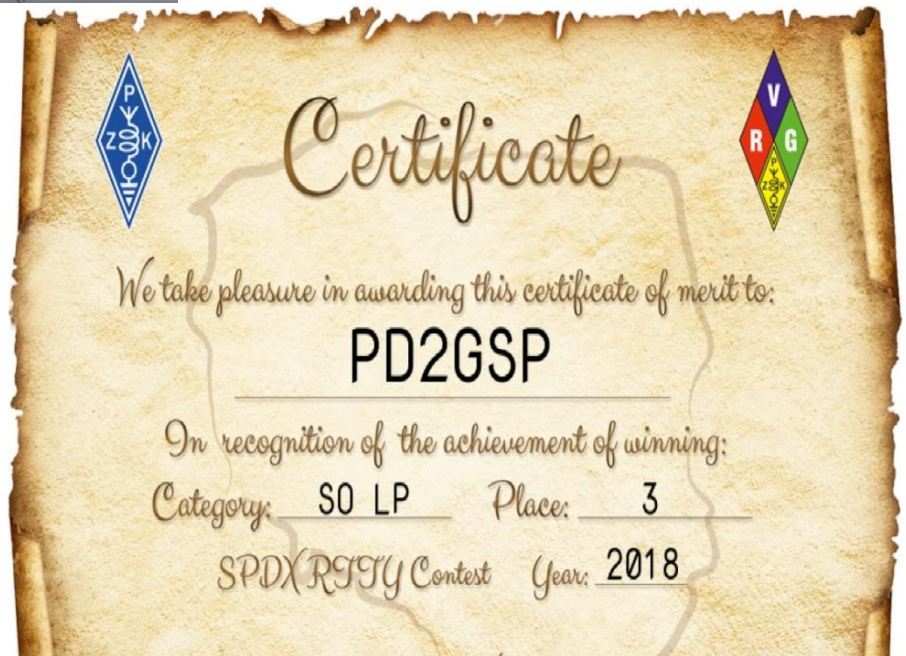 P
Z K
V
R G
P
Z K
Certificate
We take pleasure in awarding this certificate of merit to:
PD2GSP
In recognition of the achievement of winning:
Category: SO LP Place: 3
SPDX RTTY Contest Year: 2018